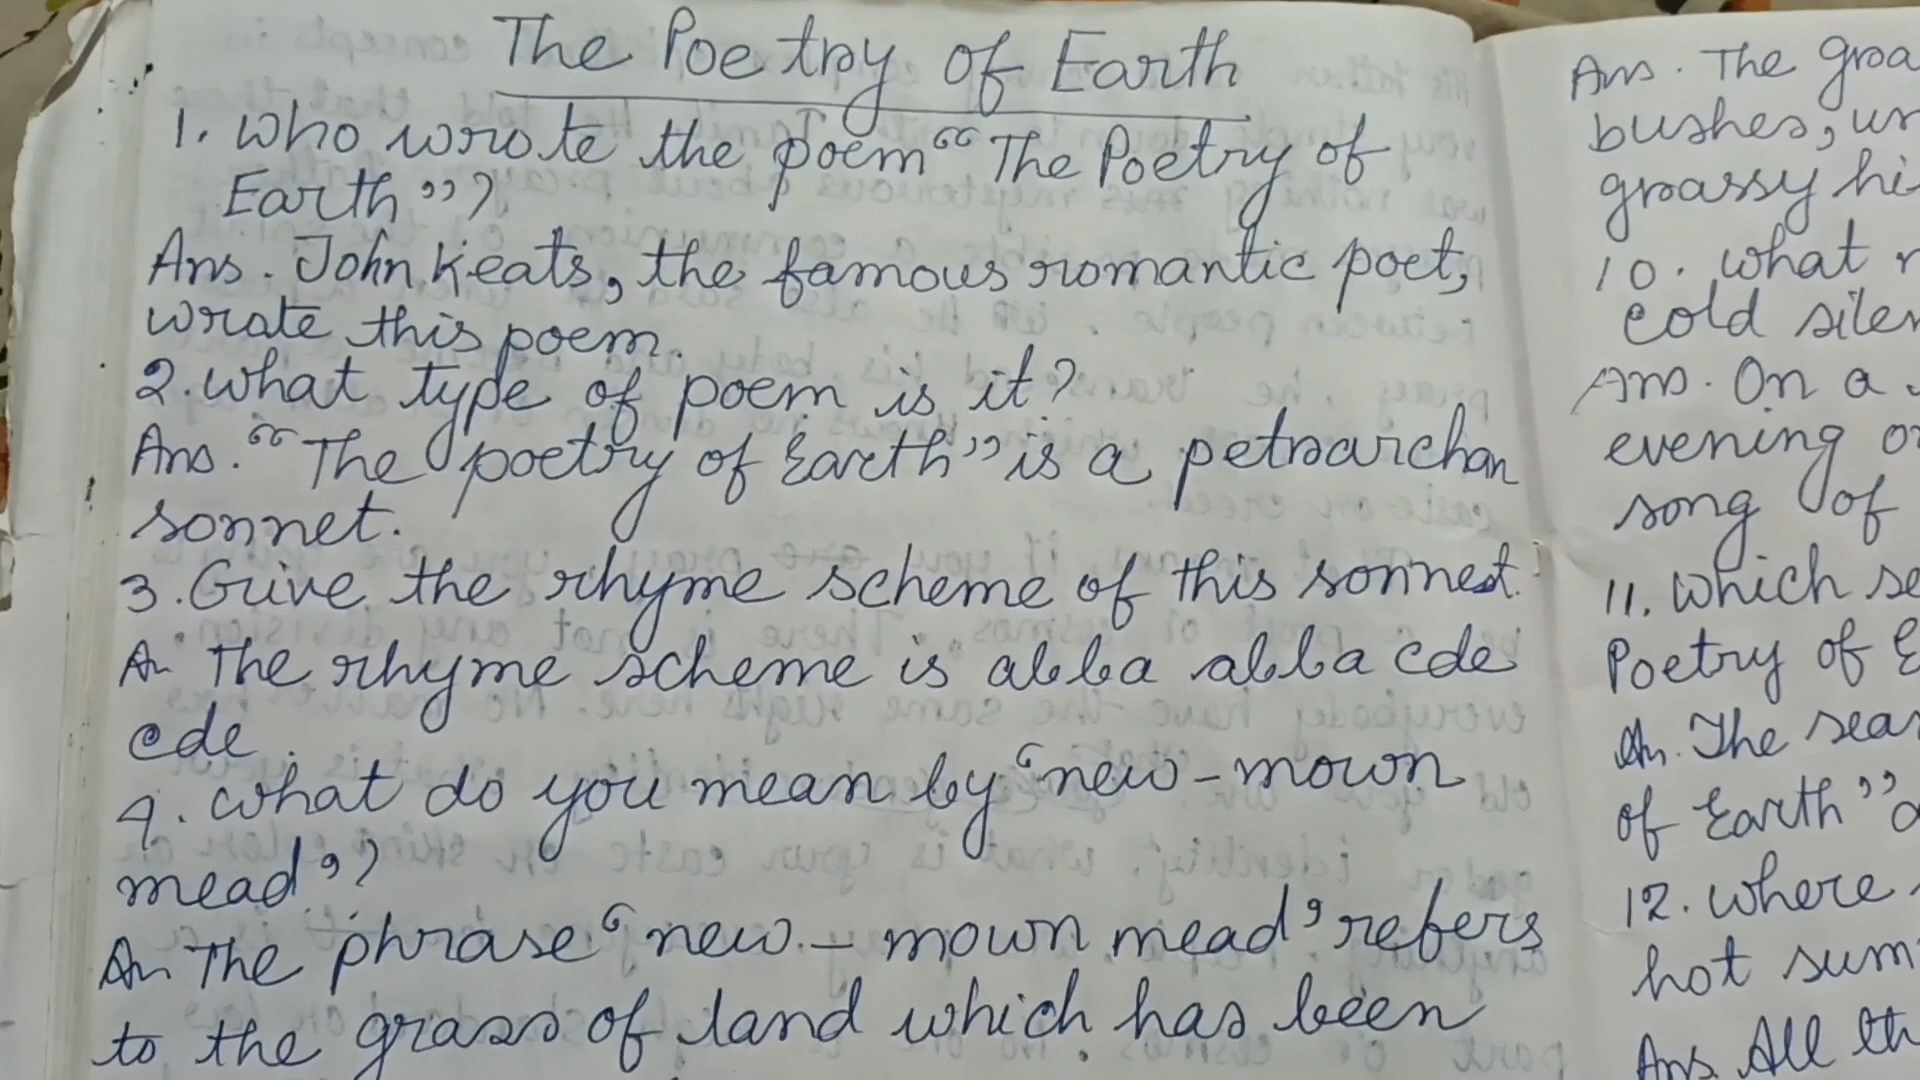 The Poetry of Earth
1. Who wrote the poem "The Poetry of
Earth"?
Ans. John Keats, the famous romantic poet,
wrote this poem.
2. What type of poem is it?
Ans. "The poetry of Earth" is a petrarchan
sonnet.
3. Give the rhyme scheme of this sonnet.
An The rhyme scheme is abba abba cde
cde.
4. What do you mean by 'new-mown
mead'?
An The phrase 'new-mown mead' refers
to the grass of land which has been
Ans. The
bushes,
grassy
10. what
cold
Ans. On a
evening
song of
11. Which
Poetry of
An. The
of Earth"
12. where
hot
Ans. All